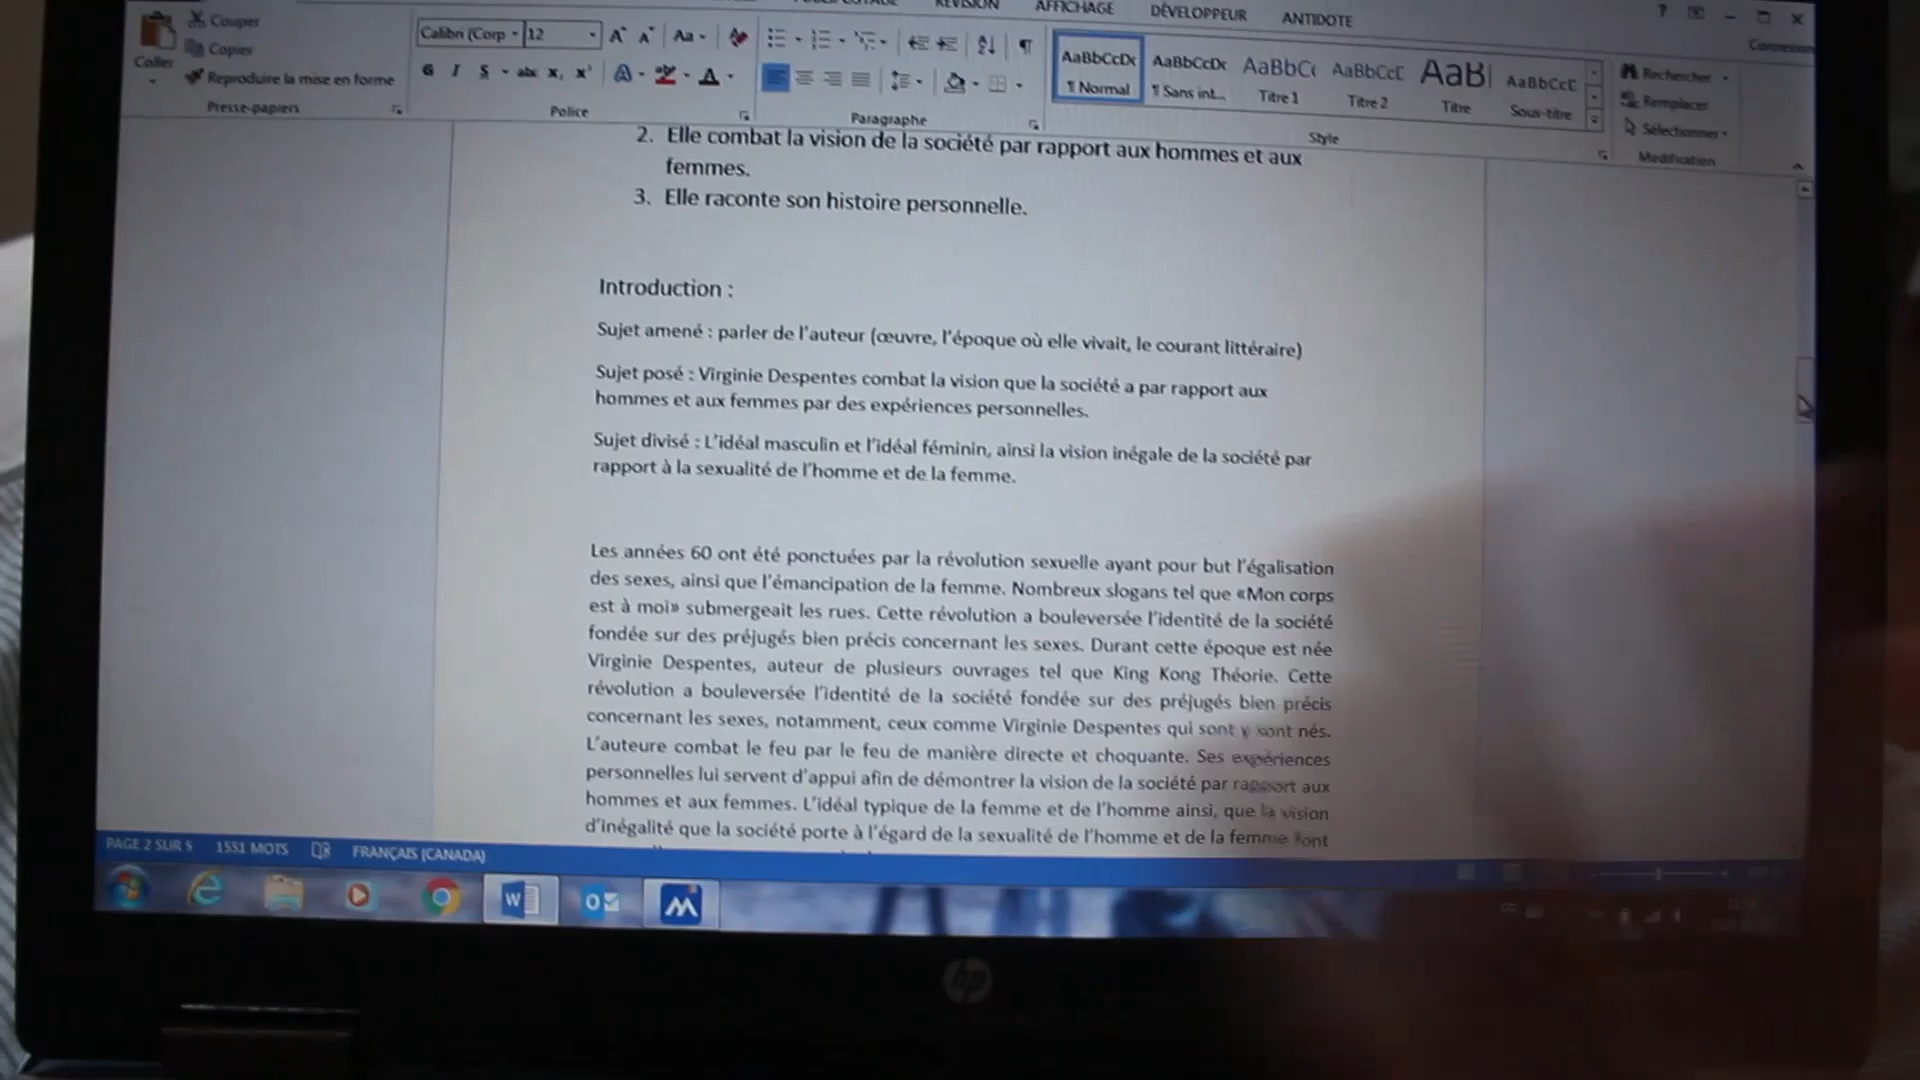 RÉVISION AFFICHAGE DÉVELOPPEUR ANTIDOTE
Connexion
Couper
Copier
Coller
Reproduire la mise en forme
Presse-papiers
Calibri (Corp 12
G I S abc
Police
Paragraphe
AaBbCcDc AaBbCcDc AaBbC AaBbCcC AaB AaBbCcC
¶ Normal ¶ Sans int... Titre 1 Titre 2 Titre Sous-titre
Style
Rechercher
Remplacer
Sélectionner
Modification
2. Elle combat la vision de la société par rapport aux hommes et aux
femmes.
3. Elle raconte son histoire personnelle.
Introduction :
Sujet amené : parler de l'auteur (œuvre, l'époque où elle vivait, le courant littéraire)
Sujet posé : Virginie Despentes combat la vision que la société a par rapport aux
hommes et aux femmes par des expériences personnelles.
Sujet divisé : L'idéal masculin et l'idéal féminin, ainsi la vision inégale de la société par
rapport à la sexualité de l'homme et de la femme.
Les années 60 ont été ponctuées par la révolution sexuelle ayant pour but l'égalisation
des sexes, ainsi que l'émancipation de la femme. Nombreux slogans tel que «Mon corps
est à moi» submergeait les rues. Cette révolution a bouleversée l'identité de la société
fondée sur des préjugés bien précis concernant les sexes. Durant cette époque est née
Virginie Despentes, auteur de plusieurs ouvrages tel que King Kong Théorie. Cette
révolution a bouleversée l'identité de la société fondée sur des préjugés bien précis
concernant les sexes, notamment, ceux comme Virginie Despentes qui sont y sont nés.
L'auteure combat le feu par le feu de manière directe et choquante. Ses expériences
personnelles lui servent d'appui afin de démontrer la vision de la société par rapport aux
hommes et aux femmes. L'idéal typique de la femme et de l'homme ainsi, que la vision
d'inégalité que la société porte à l'égard de la sexualité de l'homme et de la femme font
PAGE 2 SUR 5 1551 MOTS FRANÇAIS (CANADA)
hp